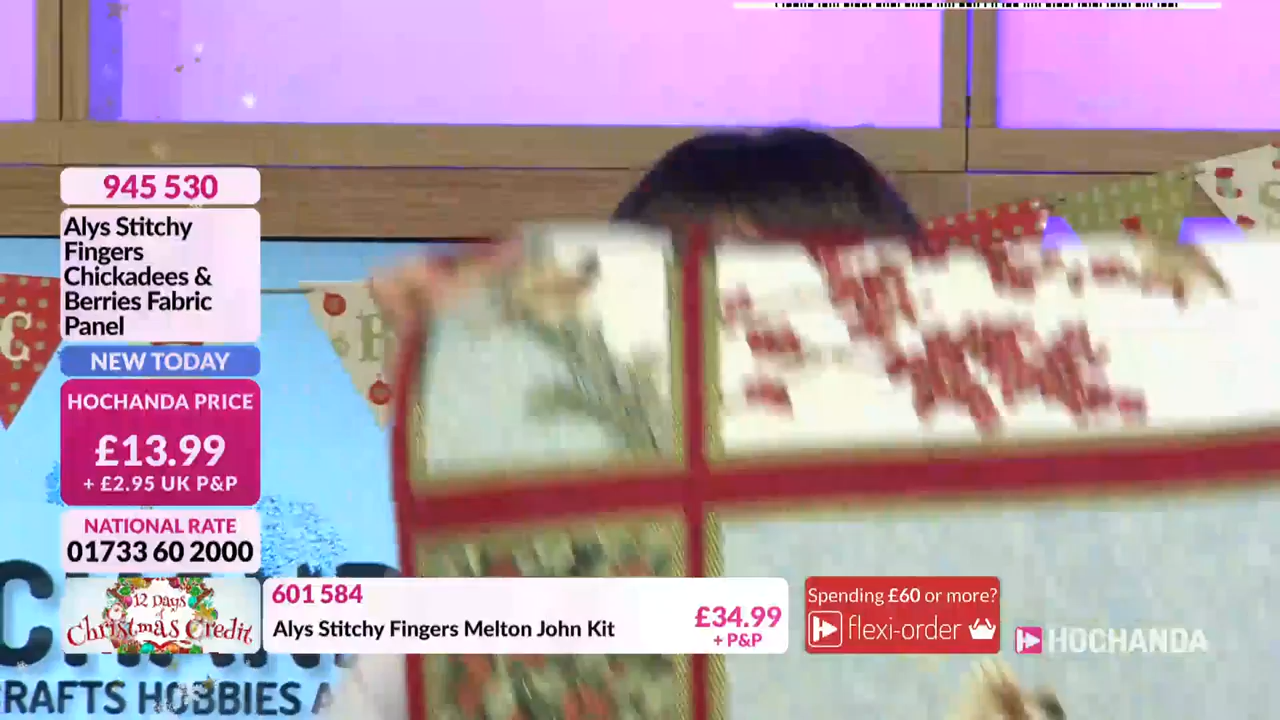 945 530
Alys Stitchy
Fingers
Chickadees &
Berries Fabric
Panel
NEW TODAY
HOCHANDA PRICE
£13.99
+ £2.95 UK P&P
NATIONAL RATE
01733 60 2000
12 Days
of
Christmas Credit
601 584
Alys Stitchy Fingers Melton John Kit
£34.99
+ P&P
Spending £60 or more?
flexi-order
HOCHANDA
CRAFTS HOBBIES A